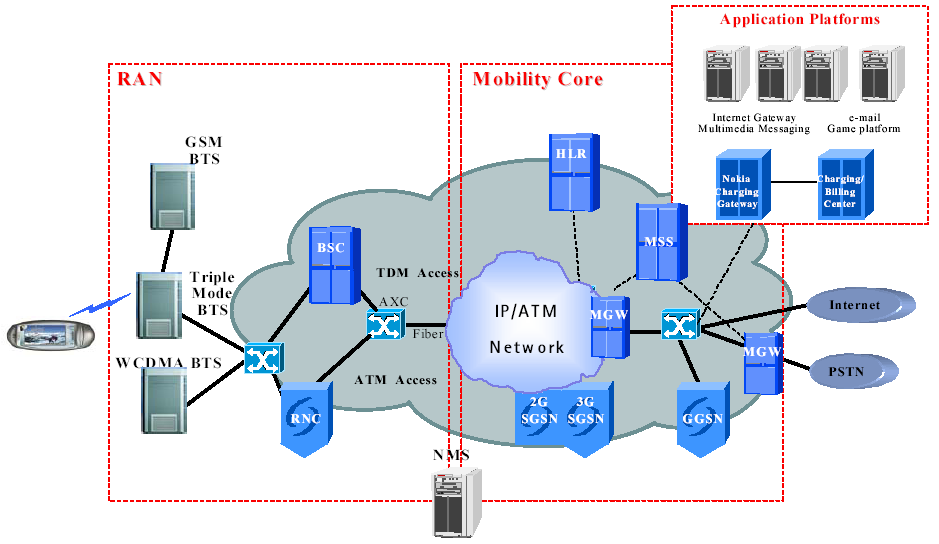 Application Platforms
RAN
Mobility Core
Internet Gateway
Multimedia Messaging
e-mail
Game platform
GSM
BTS
HLR
Nokia
Charging
Gateway
Charging/
Billing
Center
BSC
MSS
TDM Access
Triple
Mode
BTS
AXC
IP/ATM
Network
MGW
Internet
Fiber
MGW
WCDMA BTS
ATM Access
PSTN
RNC
2G
SGSN
3G
SGSN
GGSN
NMS